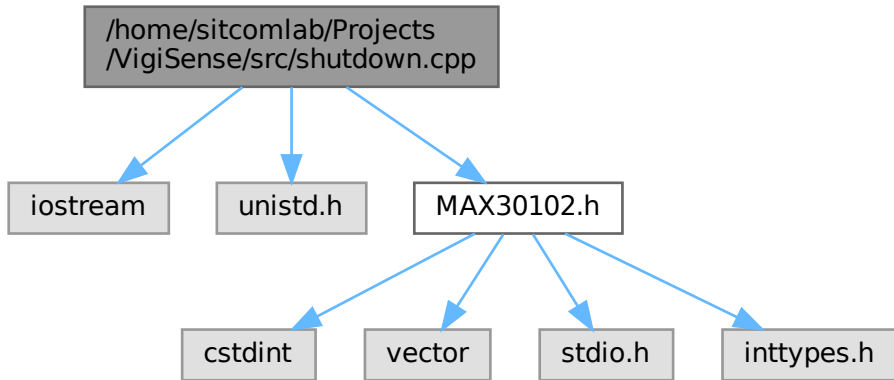 /home/sitcomlab/Projects
/VigiSense/src/shutdown.cpp
iostream
unistd.h
MAX30102.h
cstdint
vector
stdio.h
inttypes.h